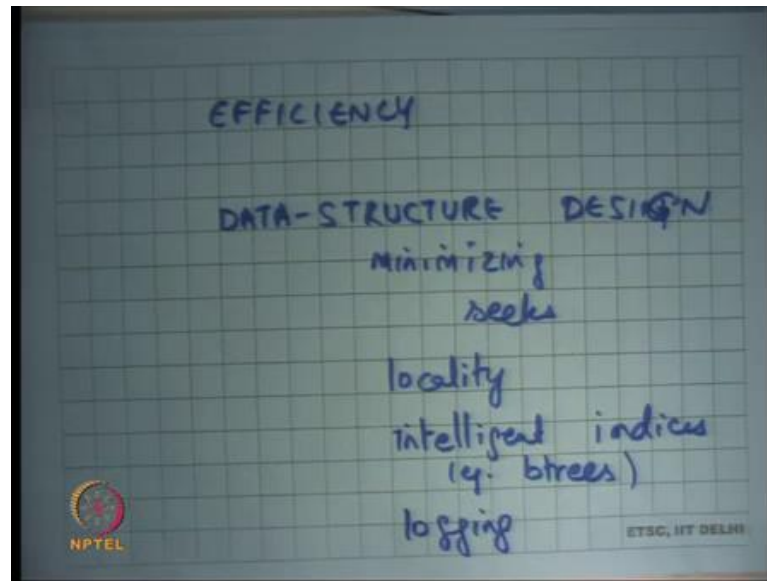 EFFICIENCY
DATA-STRUCTURE DESIGN
minimizing
seeks
locality
intelligent indices
(eg. btrees)
logging
NPTEL
ETSC, IIT DELHI